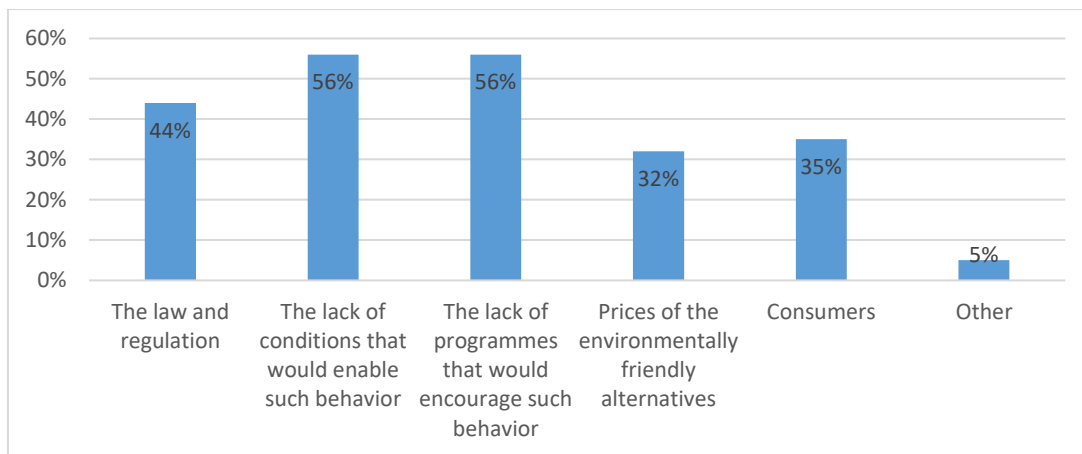 60%
50%
40%
30%
20%
10%
0%
44%
56%
56%
32%
35%
5%
The law and
regulation
The lack of
conditions that
would enable
such behavior
The lack of
programmes
that would
encourage such
behavior
Prices of the
environmentally
friendly
alternatives
Consumers
Other